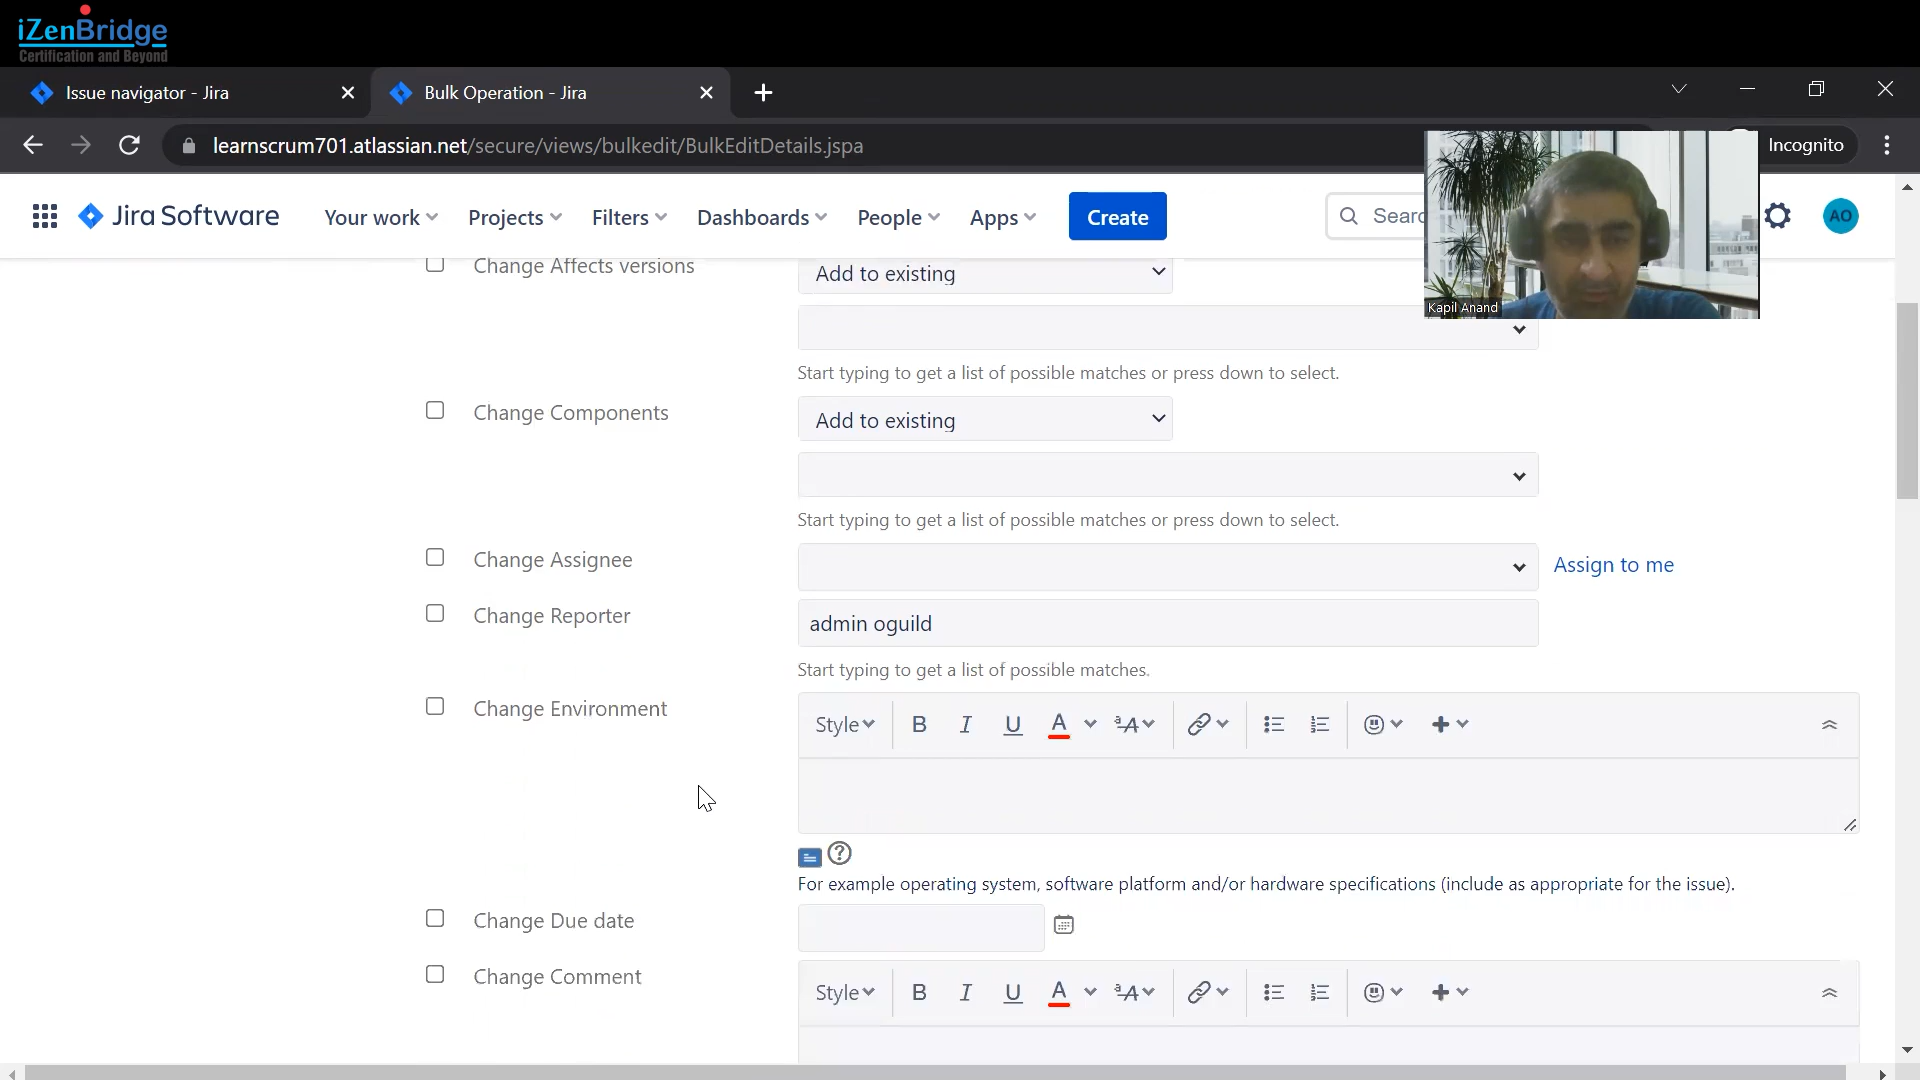 iZenBridge
Certification and Beyond
Issue navigator - Jira
Bulk Operation - Jira
learnscrum701.atlassian.net/secure/views/bulkedit/BulkEditDetails.jspa
Incognito
Jira Software
Your work
Projects
Filters
Dashboards
People
Apps
Create
Searc
AO
Kapil Anand
Change Affects versions
Add to existing
Start typing to get a list of possible matches or press down to select.
Change Components
Add to existing
Start typing to get a list of possible matches or press down to select.
Change Assignee
Assign to me
Change Reporter
admin oguild
Start typing to get a list of possible matches.
Change Environment
Style B I U A ᵃA
For example operating system, software platform and/or hardware specifications (include as appropriate for the issue).
Change Due date
Change Comment
Style B I U A ᵃA